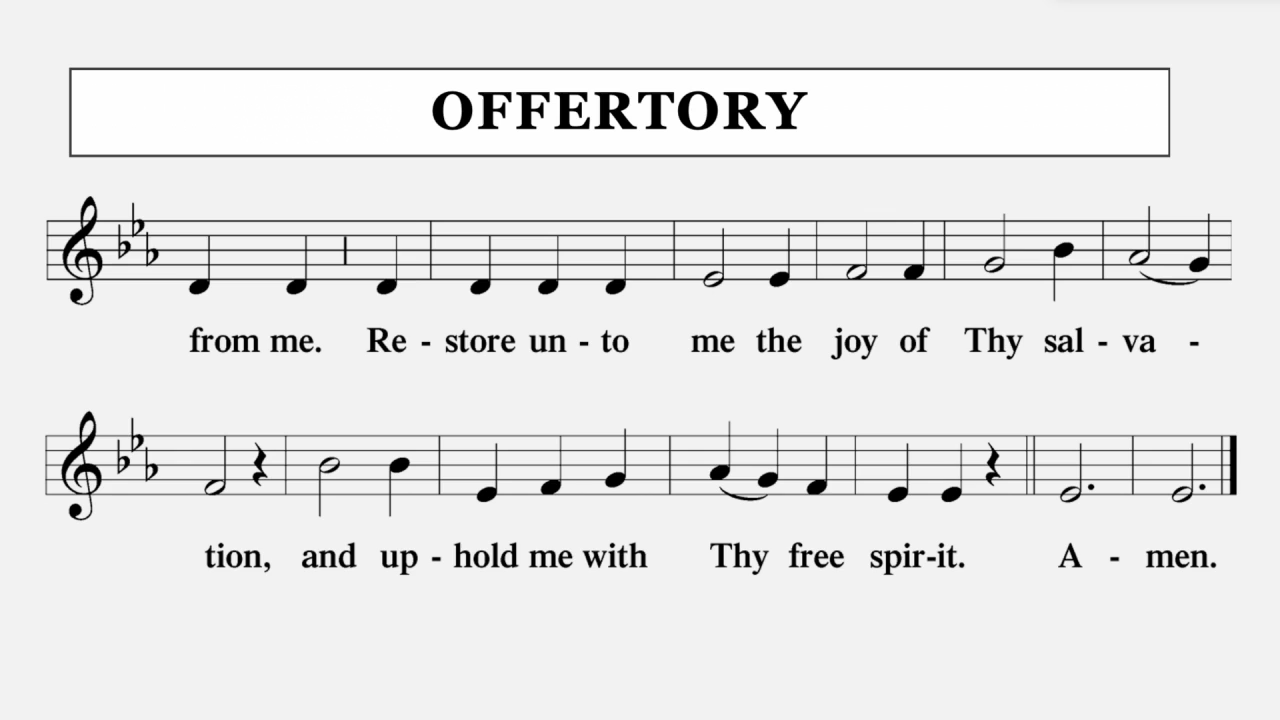 OFFERTORY
from me. Re - store un - to me the joy of Thy sal - va -
tion, and up - hold me with Thy free spir-it. A - men.